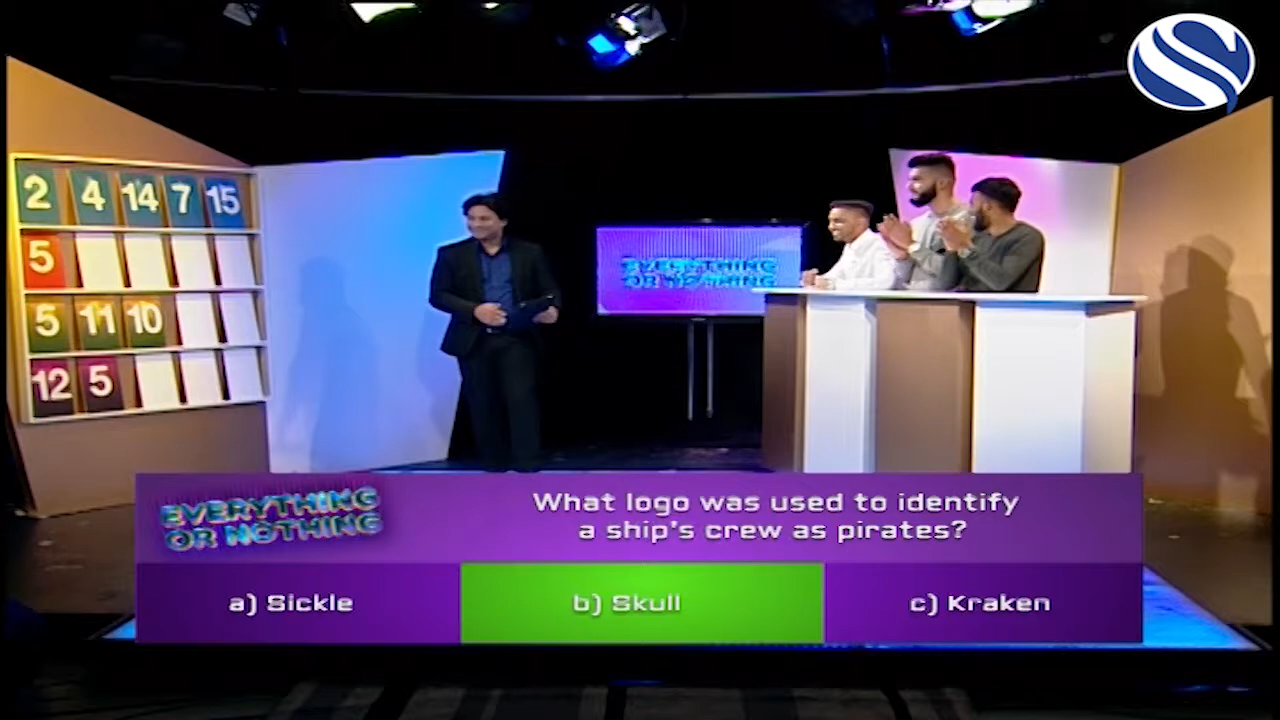 2 4 14 7 15
5
5 11 10
12 5
EVERYTHING
OR NOTHING
EVERYTHING
OR NOTHING
What logo was used to identify
a ship's crew as pirates?
a) Sickle
b) Skull
c) Kraken